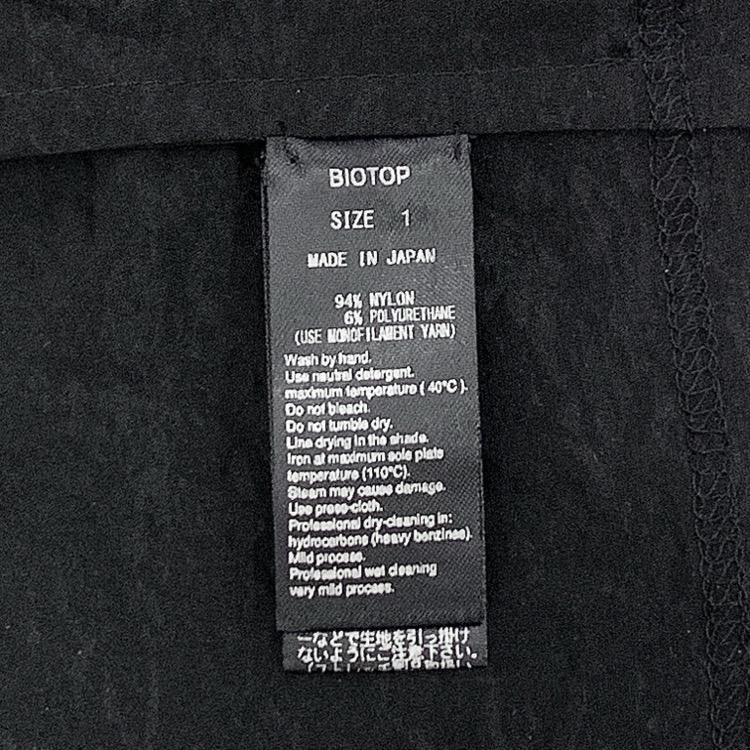 BIOTOP
SIZE 1
MADE IN JAPAN
94% NYLON
6% POLYURETHANE
(USE MONOFILAMENT YARN)
Wash by hand.
Use neutral detergent.
maximum temperature ( 40°C ).
Do not bleach.
Do not tumble dry.
Line drying in the shade.
Iron at maximum sole plate
temperature (110°C).
Steam may cause damage.
Use press-cloth.
Professional dry-cleaning in:
hydrocarbons (heavy benzines).
Mild process.
Professional wet cleaning
very mild process.
ーなどで生地を引っ掛け
ないようにご注意下さい。